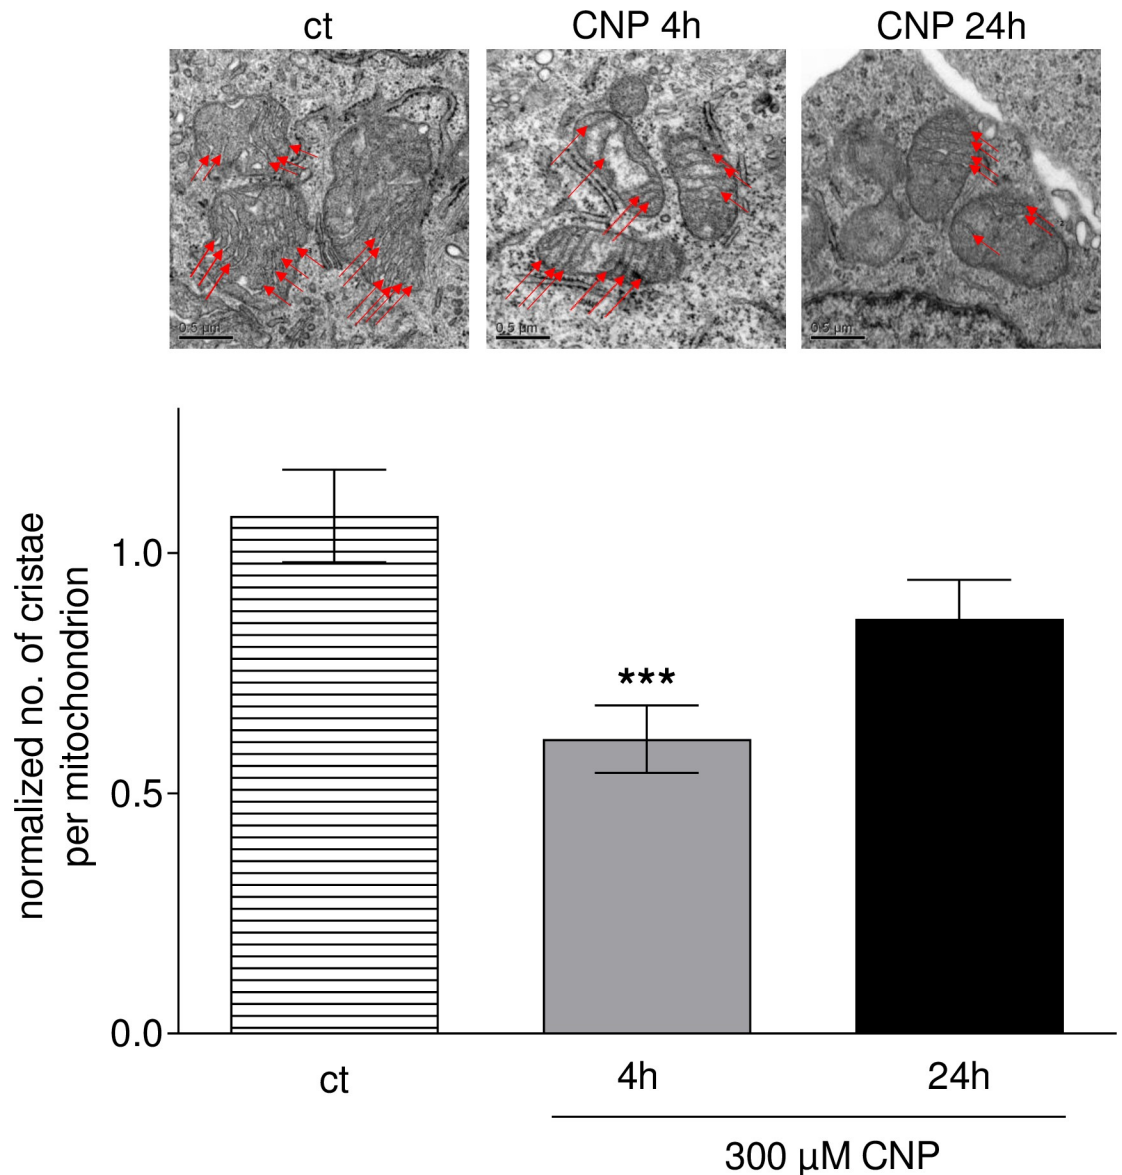 ct
CNP 4h
CNP 24h
0.5 µm
0.5 µm
0.5 µm
normalized no. of cristae
per mitochondrion
1.0
0.5
0.0
***
ct
4h
24h
300 µM CNP